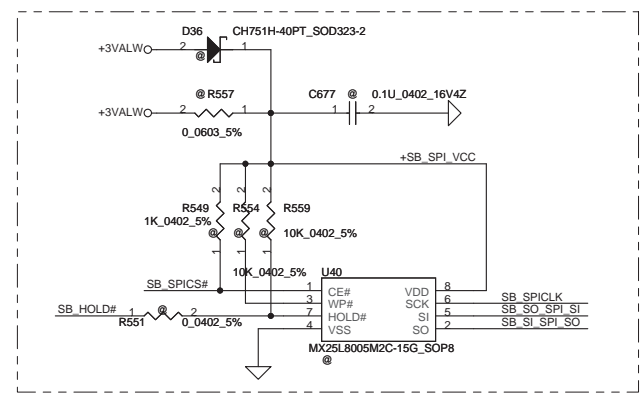 D36 CH751H-40PT_SOD323-2
+3VALW 2 1
@
@ R557 C677 @ 0.1U_0402_16V4Z
+3VALW 2 1 1 2
0_0603_5%
+SB_SPI_VCC
2 2 2
R549 R554 R559
1K_0402_5% @ @ @ 10K_0402_5%
1 1 1
10K_0402_5% U40
SB_SPICS# 1 CE# VDD 8
3 WP# SCK 6 SB_SPICLK
SB_HOLD# 1 @ 2 7 HOLD# SI 5 SB_SO_SPI_SI
R551 0_0402_5% 4 VSS SO 2 SB_SI_SPI_SO
MX25L8005M2C-15G_SOP8
@